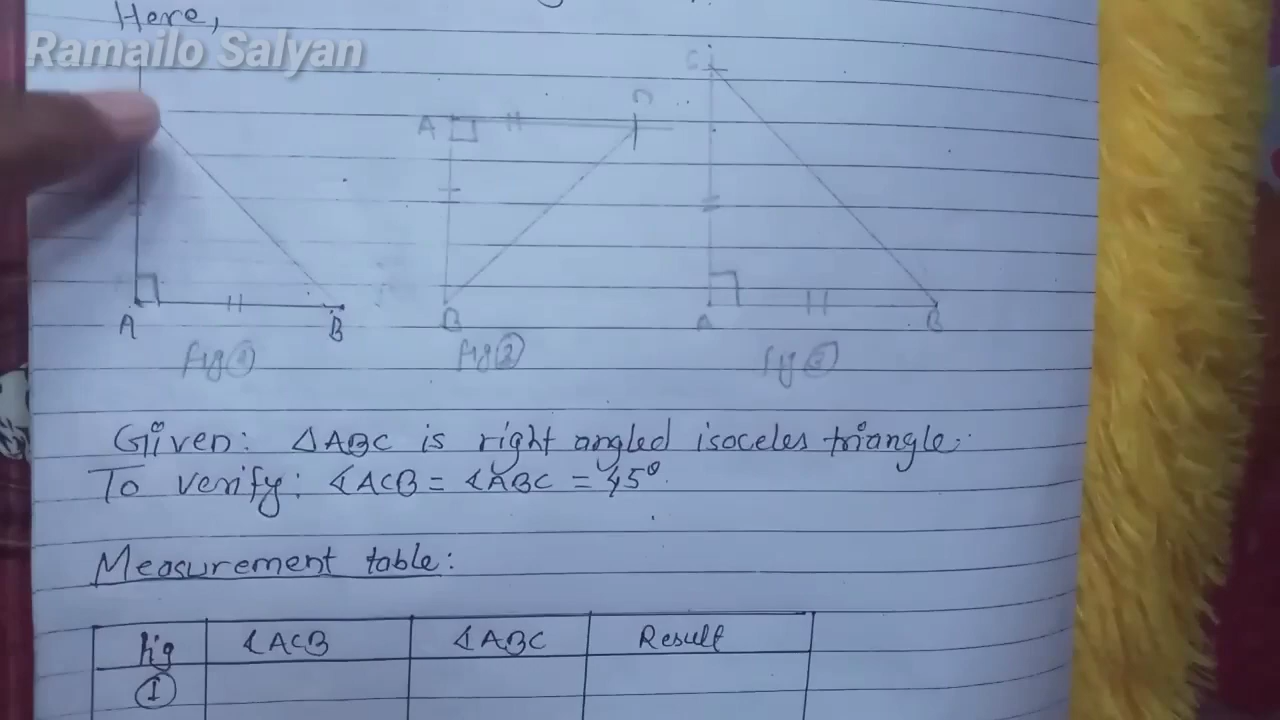 Here,
Ramailo Salyan
C
A
A B
B
A B
fig ①
fig ②
fig ③
Given: ΔABC is right angled isoceles triangle.
To verify: ∡ACB = ∡ABC = 45°.
Measurement table:
fig ∡ACB ∡ABC Result
①